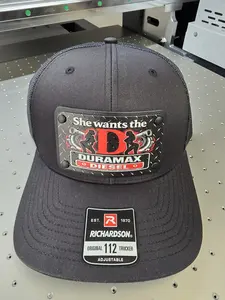 She wants the
D
DURAMAX
DIESEL
EST. R 1970
RICHARDSON®
ORIGINAL 112 TRUCKER
ADJUSTABLE